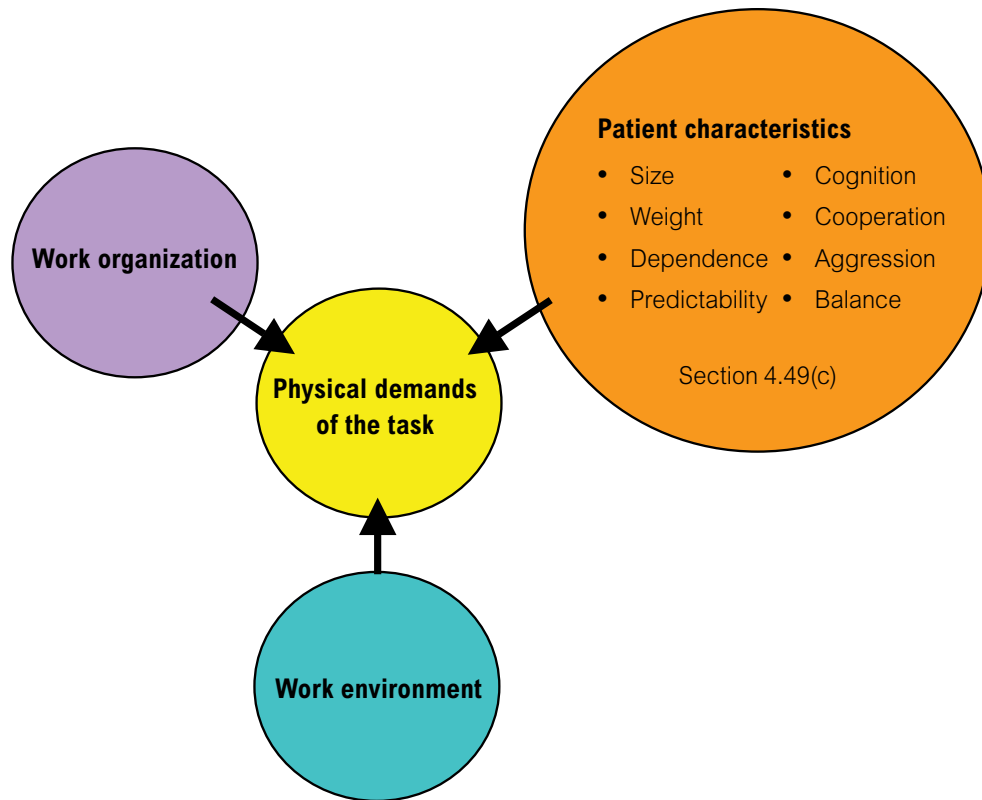 Patient characteristics
• Size
• Weight
• Dependence
• Predictability
• Cognition
• Cooperation
• Aggression
• Balance
Section 4.49(c)
Work organization
Physical demands
of the task
Work environment